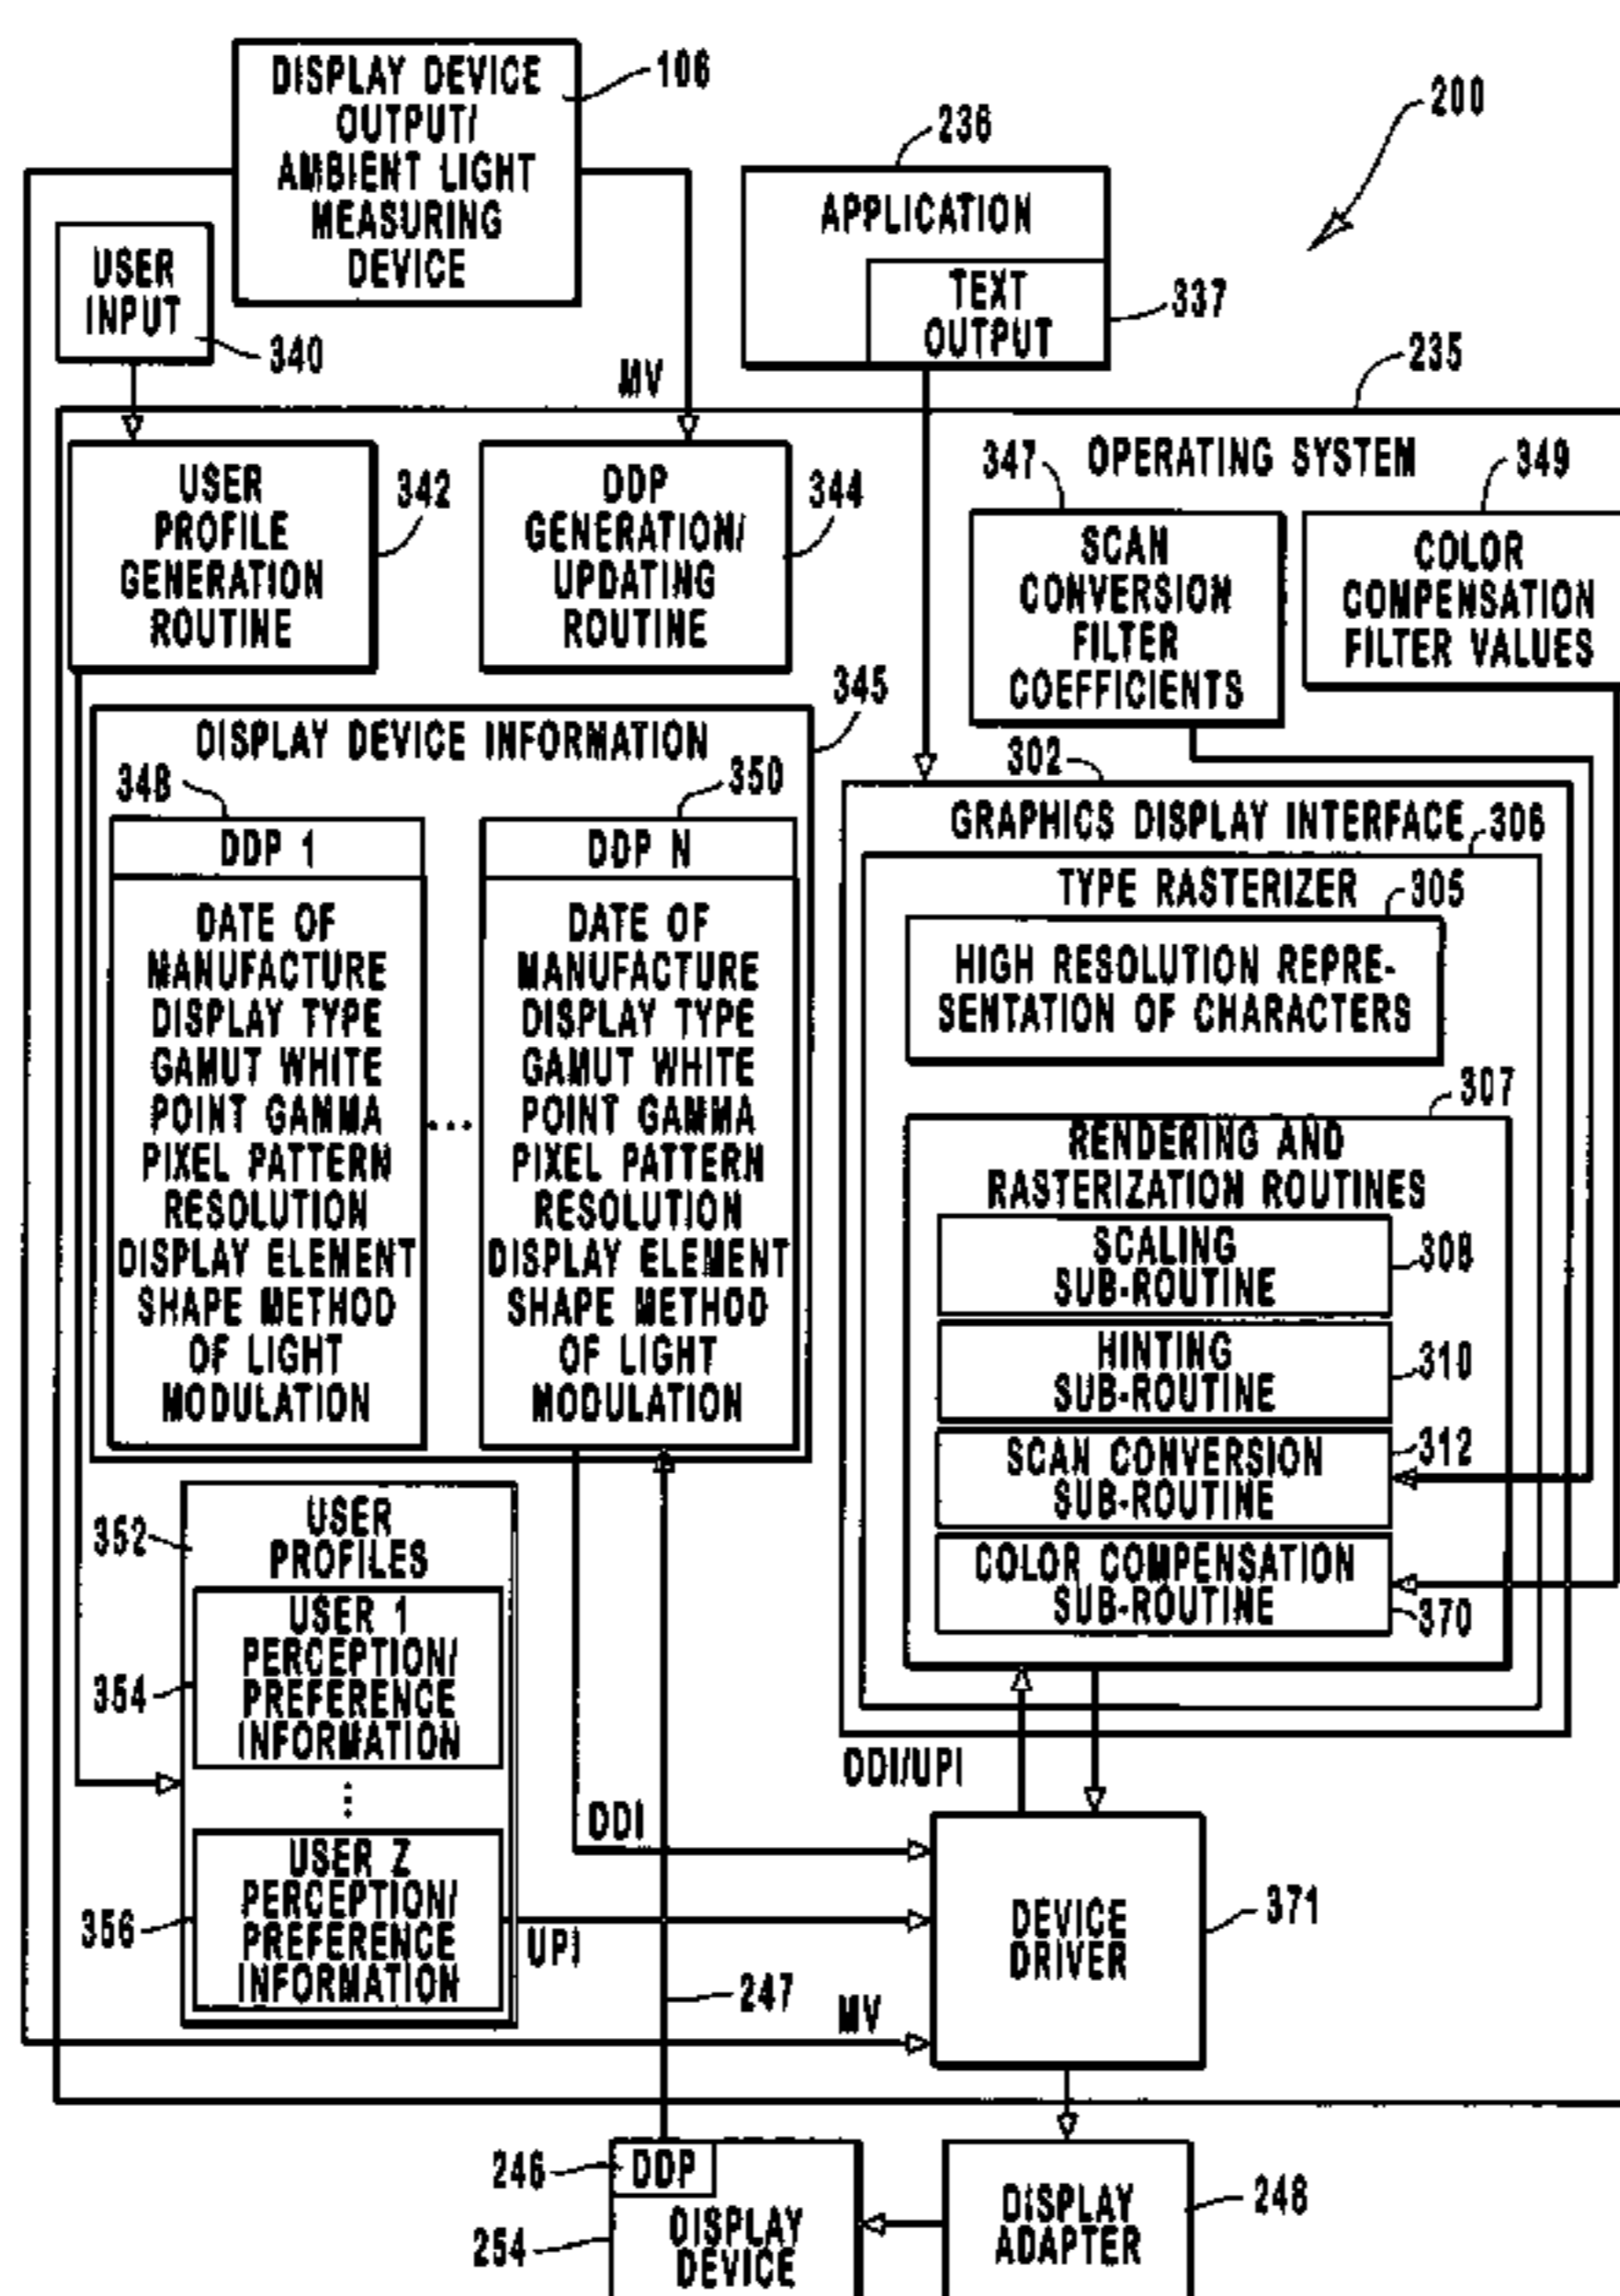 DISPLAY DEVICE
OUTPUT/
AMBIENT LIGHT
MEASURING
DEVICE
106
200
236
APPLICATION
TEXT
OUTPUT
337
USER
INPUT
340
MV
235
OPERATING SYSTEM
USER
PROFILE
GENERATION
ROUTINE
342
DDP
GENERATION/
UPDATING
ROUTINE
344
347
SCAN
CONVERSION
FILTER
COEFFICIENTS
349
COLOR
COMPENSATION
FILTER VALUES
345
DISPLAY DEVICE INFORMATION
348
DDP 1
DATE OF
MANUFACTURE
DISPLAY TYPE
GAMUT WHITE
POINT GAMMA
PIXEL PATTERN
RESOLUTION
DISPLAY ELEMENT
SHAPE METHOD
OF LIGHT
MODULATION
...
350
DDP N
DATE OF
MANUFACTURE
DISPLAY TYPE
GAMUT WHITE
POINT GAMMA
PIXEL PATTERN
RESOLUTION
DISPLAY ELEMENT
SHAPE METHOD
OF LIGHT
MODULATION
302
GRAPHICS DISPLAY INTERFACE
306
TYPE RASTERIZER
305
HIGH RESOLUTION REPRE-
SENTATION OF CHARACTERS
307
RENDERING AND
RASTERIZATION ROUTINES
SCALING
SUB-ROUTINE
308
HINTING
SUB-ROUTINE
310
SCAN CONVERSION
SUB-ROUTINE
312
COLOR COMPENSATION
SUB-ROUTINE
370
352
USER
PROFILES
354
USER 1
PERCEPTION/
PREFERENCE
INFORMATION
...
356
USER Z
PERCEPTION/
PREFERENCE
INFORMATION
DDI
UPI
DDI/UPI
MV
247
DEVICE
DRIVER
371
246
DDP
254
DISPLAY
DEVICE
DISPLAY
ADAPTER
248